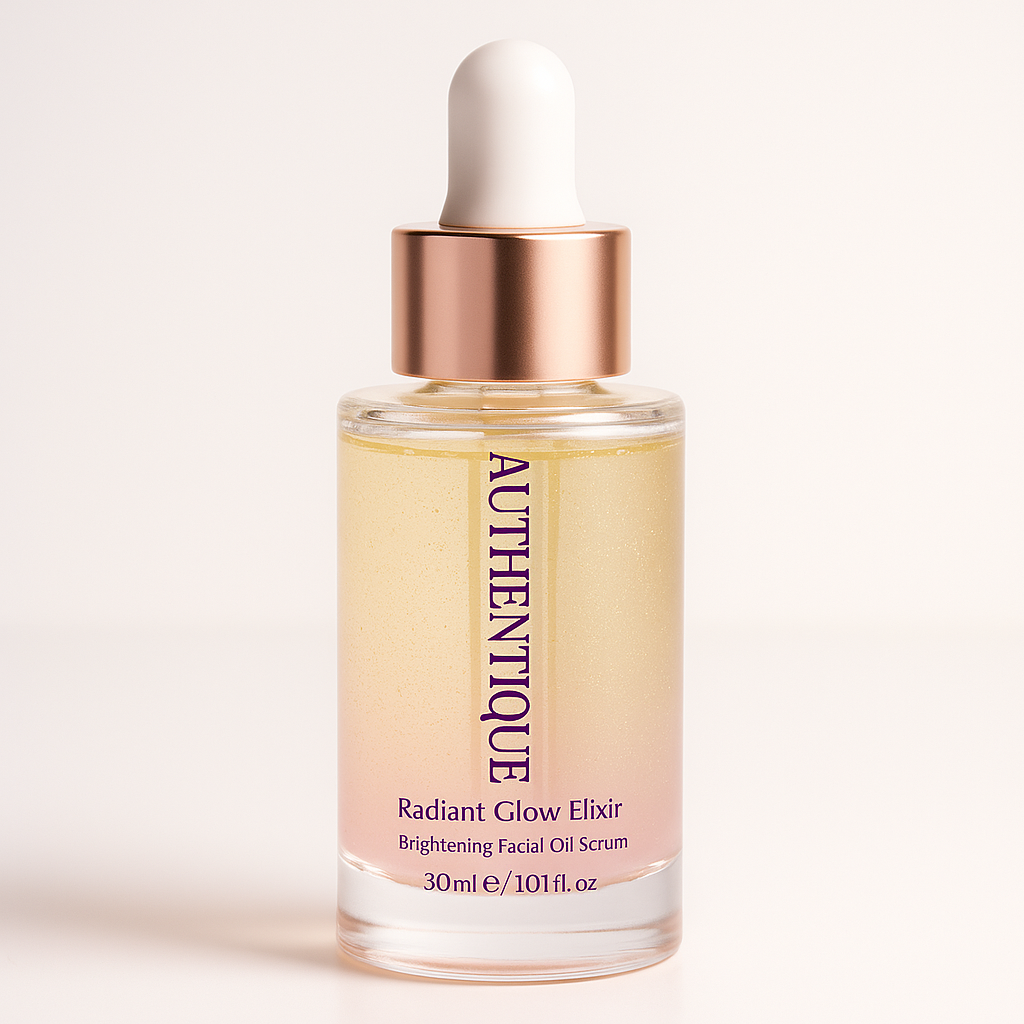 AUTHENTIQUE
Radiant Glow Elixir
Brightening Facial Oil Scrum
30ml e/101fl. oz